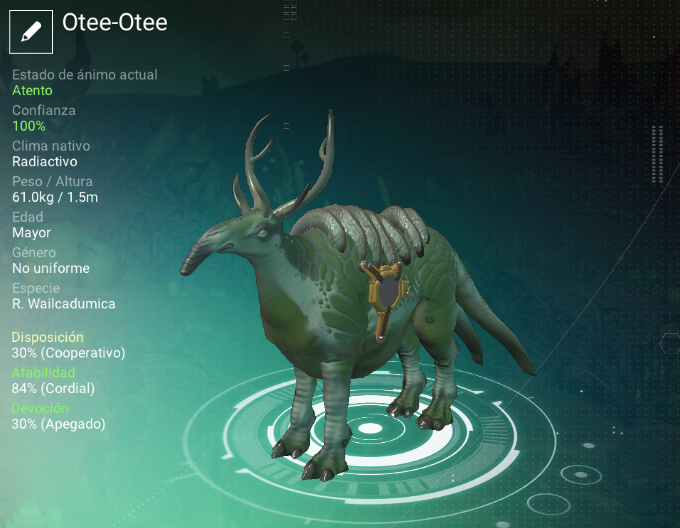 Otee-Otee
Estado de ánimo actual
Atento
Confianza
100%
Clima nativo
Radiactivo
Peso / Altura
61.0kg / 1.5m
Edad
Mayor
Género
No uniforme
Especie
R. Wailcadumica
Disposición
30% (Cooperativo)
Afabilidad
84% (Cordial)
Devoción
30% (Apegado)